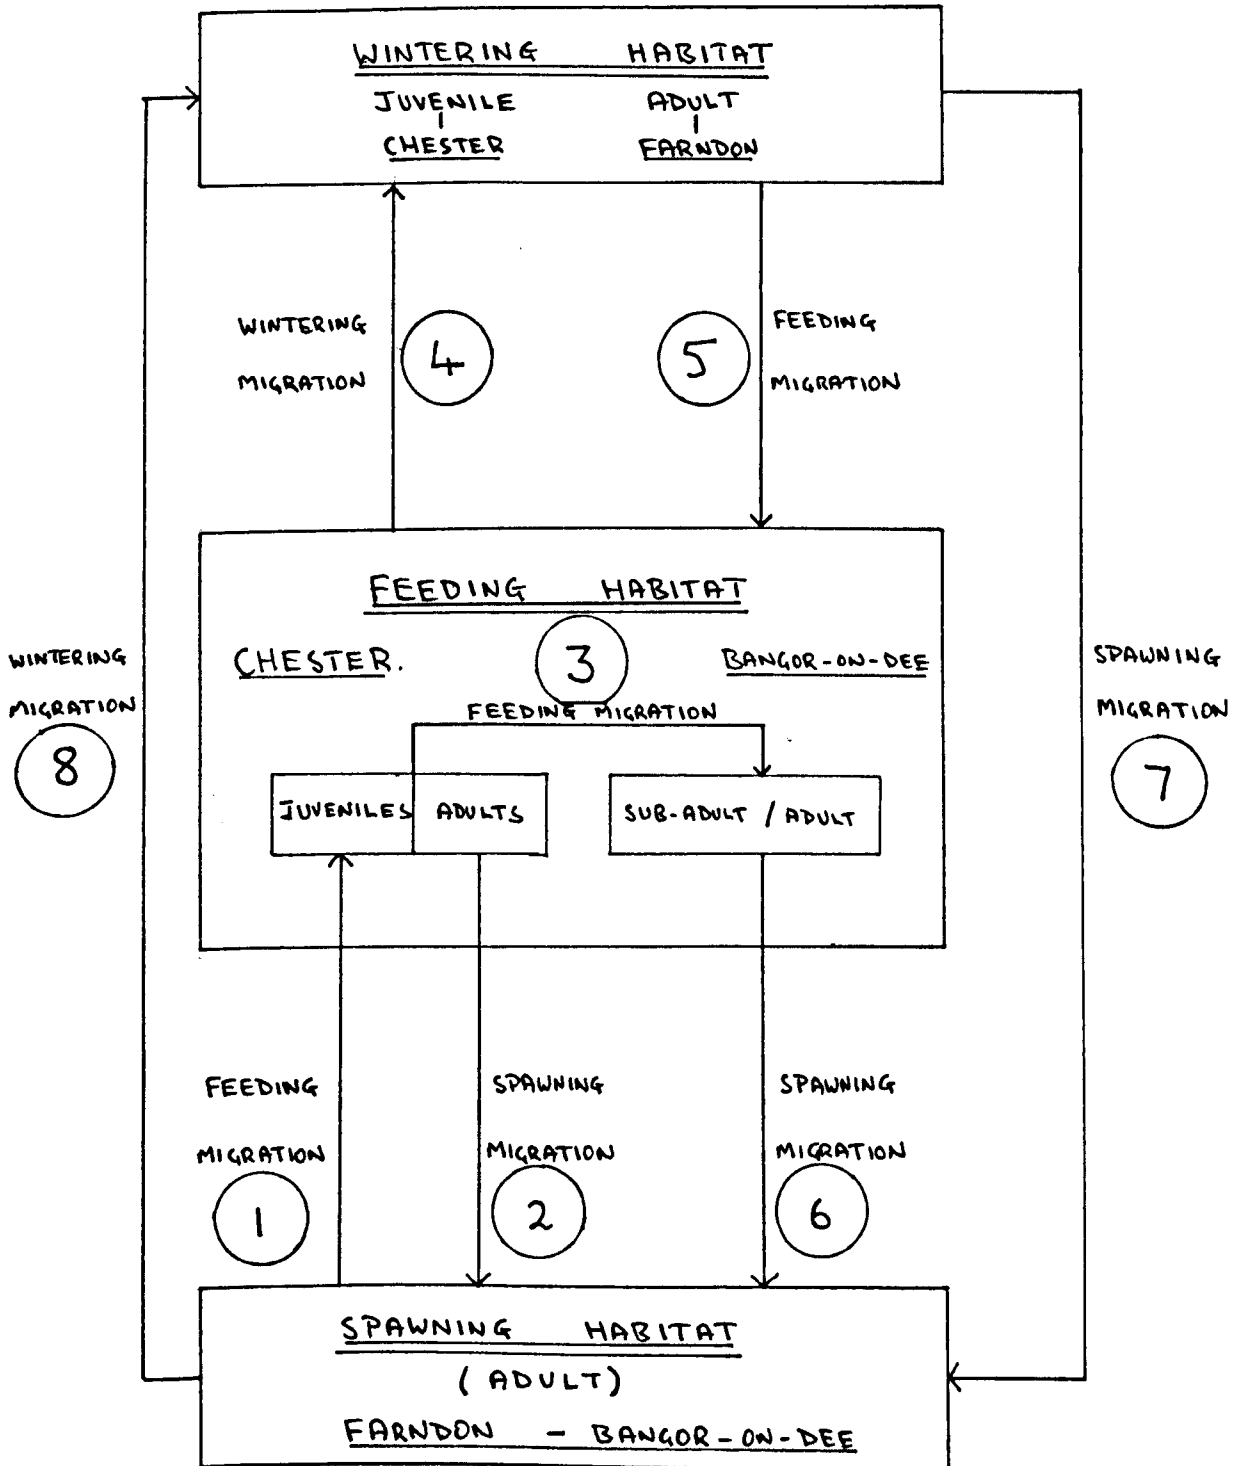 WINTERING HABITAT
JUVENILE ADULT
CHESTER FARNDON
WINTERING
MIGRATION
4
5
FEEDING
MIGRATION
FEEDING HABITAT
3
CHESTER. BANGOR-ON-DEE
FEEDING MIGRATION
JUVENILES ADULTS SUB-ADULT / ADULT
WINTERING
MIGRATION
8
SPAWNING
MIGRATION
7
FEEDING
MIGRATION
1
SPAWNING
MIGRATION
2
SPAWNING
MIGRATION
6
SPAWNING HABITAT
(ADULT)
FARNDON - BANGOR-ON-DEE